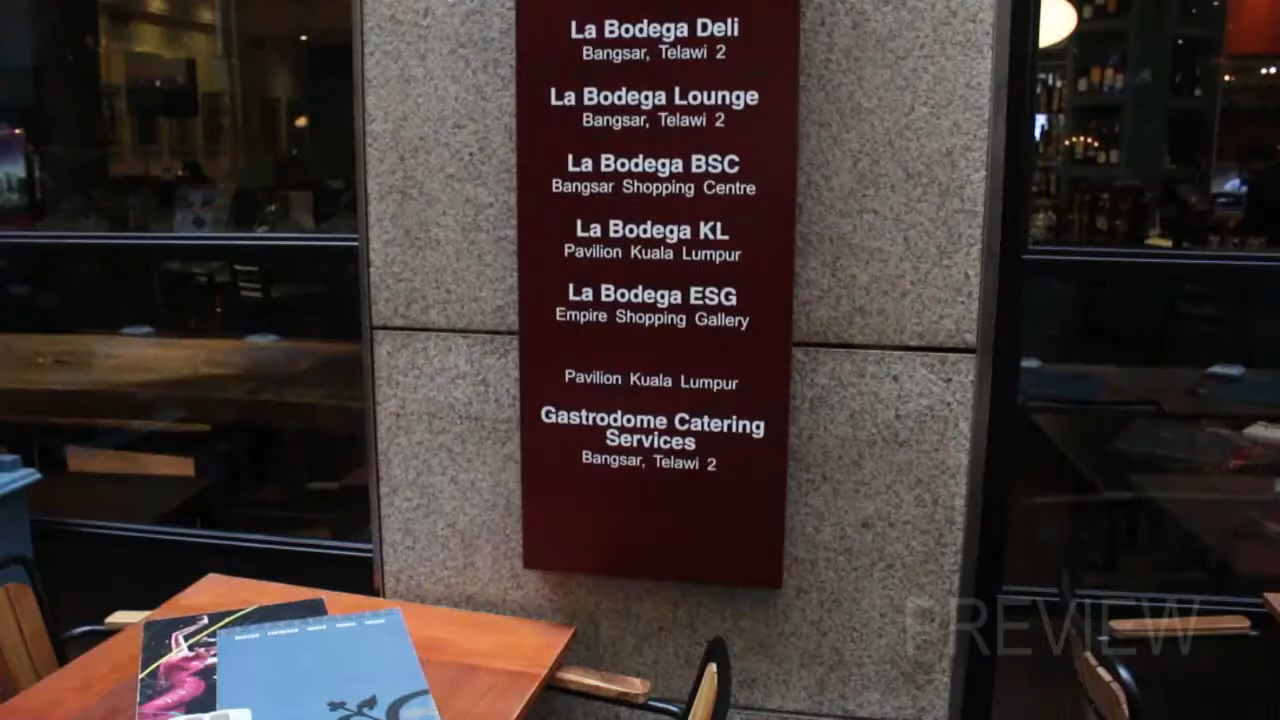 La Bodega Deli
Bangsar, Telawi 2
La Bodega Lounge
Bangsar, Telawi 2
La Bodega BSC
Bangsar Shopping Centre
La Bodega KL
Pavilion Kuala Lumpur
La Bodega ESG
Empire Shopping Gallery
Pavilion Kuala Lumpur
Gastrodome Catering
Services
Bangsar, Telawi 2
PREVIEW